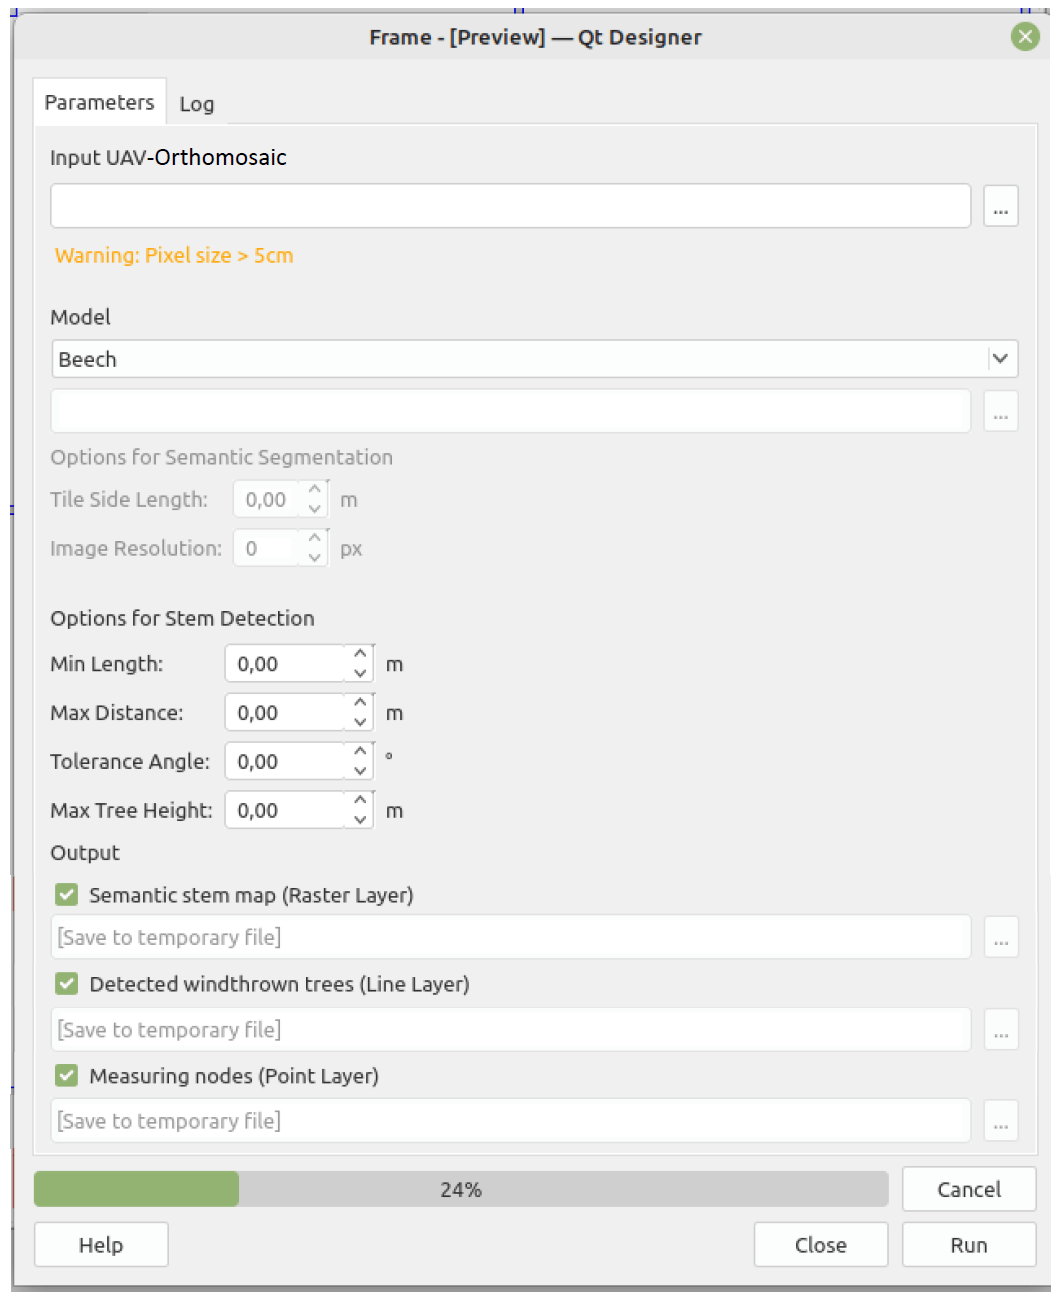 Frame - [Preview] — Qt Designer
Parameters Log
Input UAV-Orthomosaic
...
Warning: Pixel size > 5cm
Model
Beech
...
Options for Semantic Segmentation
Tile Side Length: 0,00 m
Image Resolution: 0 px
Options for Stem Detection
Min Length: 0,00 m
Max Distance: 0,00 m
Tolerance Angle: 0,00 °
Max Tree Height: 0,00 m
Output
Semantic stem map (Raster Layer)
[Save to temporary file] ...
Detected windthrown trees (Line Layer)
[Save to temporary file] ...
Measuring nodes (Point Layer)
[Save to temporary file] ...
24% Cancel
Help Close Run